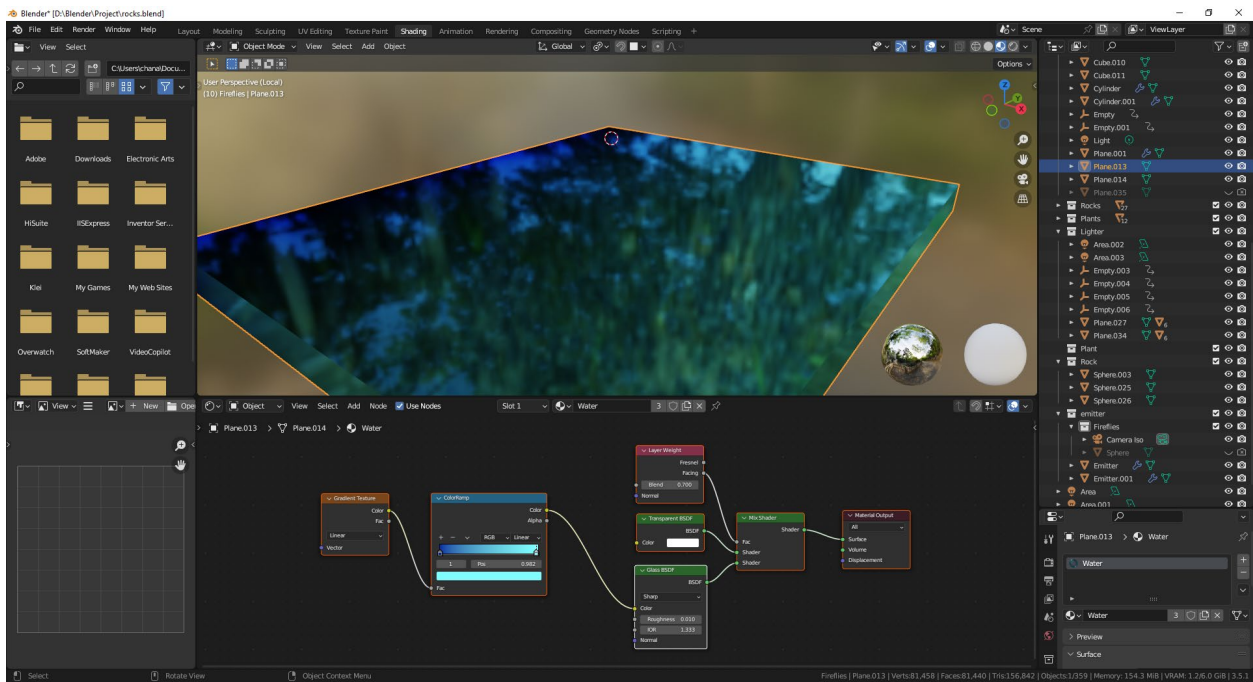 Blender* [D:\Blender\Project\rocks.blend]
File Edit Render Window Help Layout Modeling Sculpting UV Editing Texture Paint Shading Animation Rendering Compositing Geometry Nodes Scripting + Scene ViewLayer
View Select
Object Mode View Select Add Object Global
C:\Users\chana\Docu...
Options
User Perspective (Local)
(10) Fireflies | Plane.013
X
Y
Z
Adobe Downloads Electronic Arts
HiSuite IISExpress Inventor Ser...
Klei My Games My Web Sites
Overwatch SoftMaker VideoCopilot
Cube.010
Cube.011
Cylinder
Cylinder.001
Empty
Empty.001
Light
Plane.001
Plane.013
Plane.014
Plane.035
Rocks 27
Plants 12
Lighter
Area.002
Area.003
Empty.003
Empty.004
Empty.005
Empty.006
Plane.027 6
Plane.034 6
Plant
Rock
Sphere.003
Sphere.025
Sphere.026
emitter
Fireflies
Camera Iso
Sphere
Emitter
Emitter.001
Area
Area.001
View + New Ope
Object View Select Add Node Use Nodes Slot 1 Water 3
Plane.013 > Plane.014 > Water
Gradient Texture
Color
Fac
Linear
Vector
ColorRamp
Color
Alpha
+ − RGB Linear
1 Pos 0.982
Fac
Layer Weight
Fresnel
Facing
Blend 0.700
Normal
Transparent BSDF
BSDF
Color
Glass BSDF
BSDF
Sharp
Color
Roughness 0.010
IOR 1.333
Normal
Mix Shader
Shader
Fac
Shader
Shader
Material Output
All
Surface
Volume
Displacement
Plane.013 > Water
Water
Water 3
Preview
Surface
Select Rotate View Object Context Menu
Fireflies | Plane.013 | Verts:81,458 | Faces:81,440 | Tris:156,842 | Objects:1/359 | Memory: 154.3 MiB | VRAM: 1.2/6.0 GiB | 3.5.1